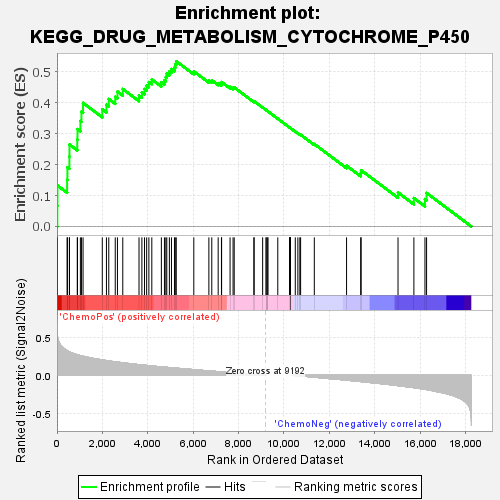 Enrichment plot:
KEGG_DRUG_METABOLISM_CYTOCHROME_P450
Enrichment score (ES)
0.5
0.4
0.3
0.2
0.1
0.0
'ChemoPos' (positively correlated)
Ranked list metric (Signal2Noise)
0.5
0.0
-0.5
Zero cross at 9192
'ChemoNeg' (negatively correlated)
0 2,000 4,000 6,000 8,000 10,000 12,000 14,000 16,000 18,000
Rank in Ordered Dataset
Enrichment profile Hits Ranking metric scores